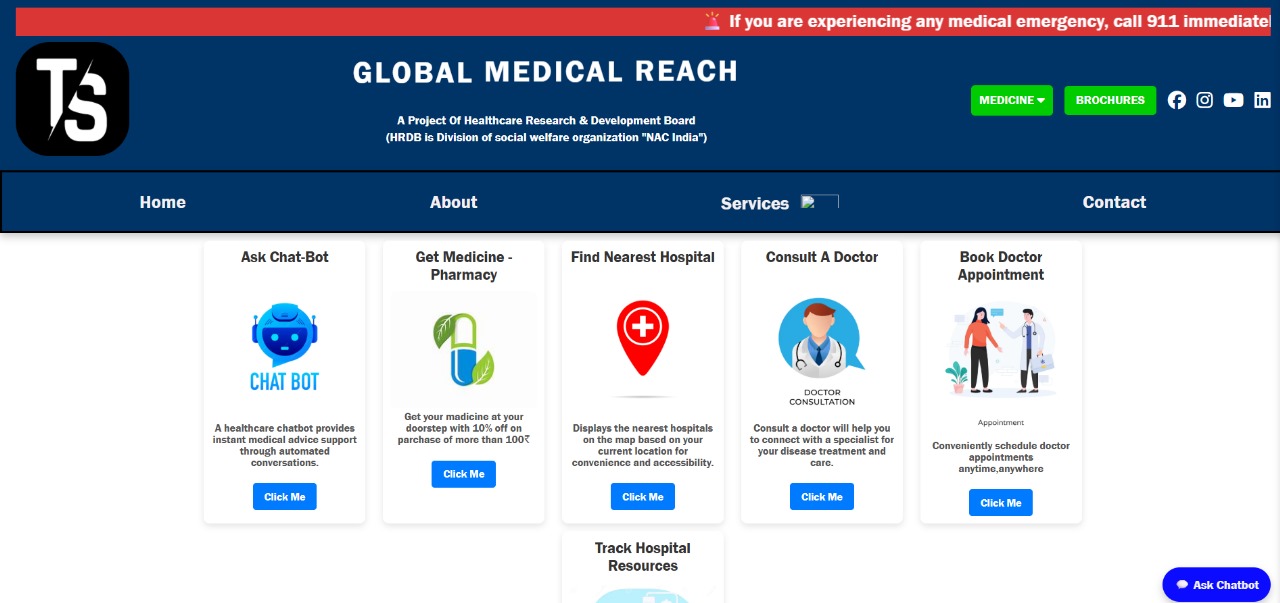 🚨 If you are experiencing any medical emergency, call 911 immediatel
TS
GLOBAL MEDICAL REACH
A Project Of Healthcare Research & Development Board
(HRDB is Division of social welfare organization "NAC India")
MEDICINE
BROCHURES
Home
About
Services
Contact
Ask Chat-Bot
CHAT BOT
A healthcare chatbot provides
instant medical advice support
through automated
conversations.
Click Me
Get Medicine -
Pharmacy
Get your madicine at your
doorstep with 10% off on
parchase of more than 100₹
Click Me
Find Nearest Hospital
Displays the nearest hospitals
on the map based on your
current location for
convenience and accessibility.
Click Me
Consult A Doctor
DOCTOR
CONSULTATION
Consult a doctor will help you
to connect with a specialist for
your disease treatment and
care.
Click Me
Book Doctor
Appointment
Appointment
Conveniently schedule doctor
appointments
anytime,anywhere
Click Me
Track Hospital
Resources
Ask Chatbot